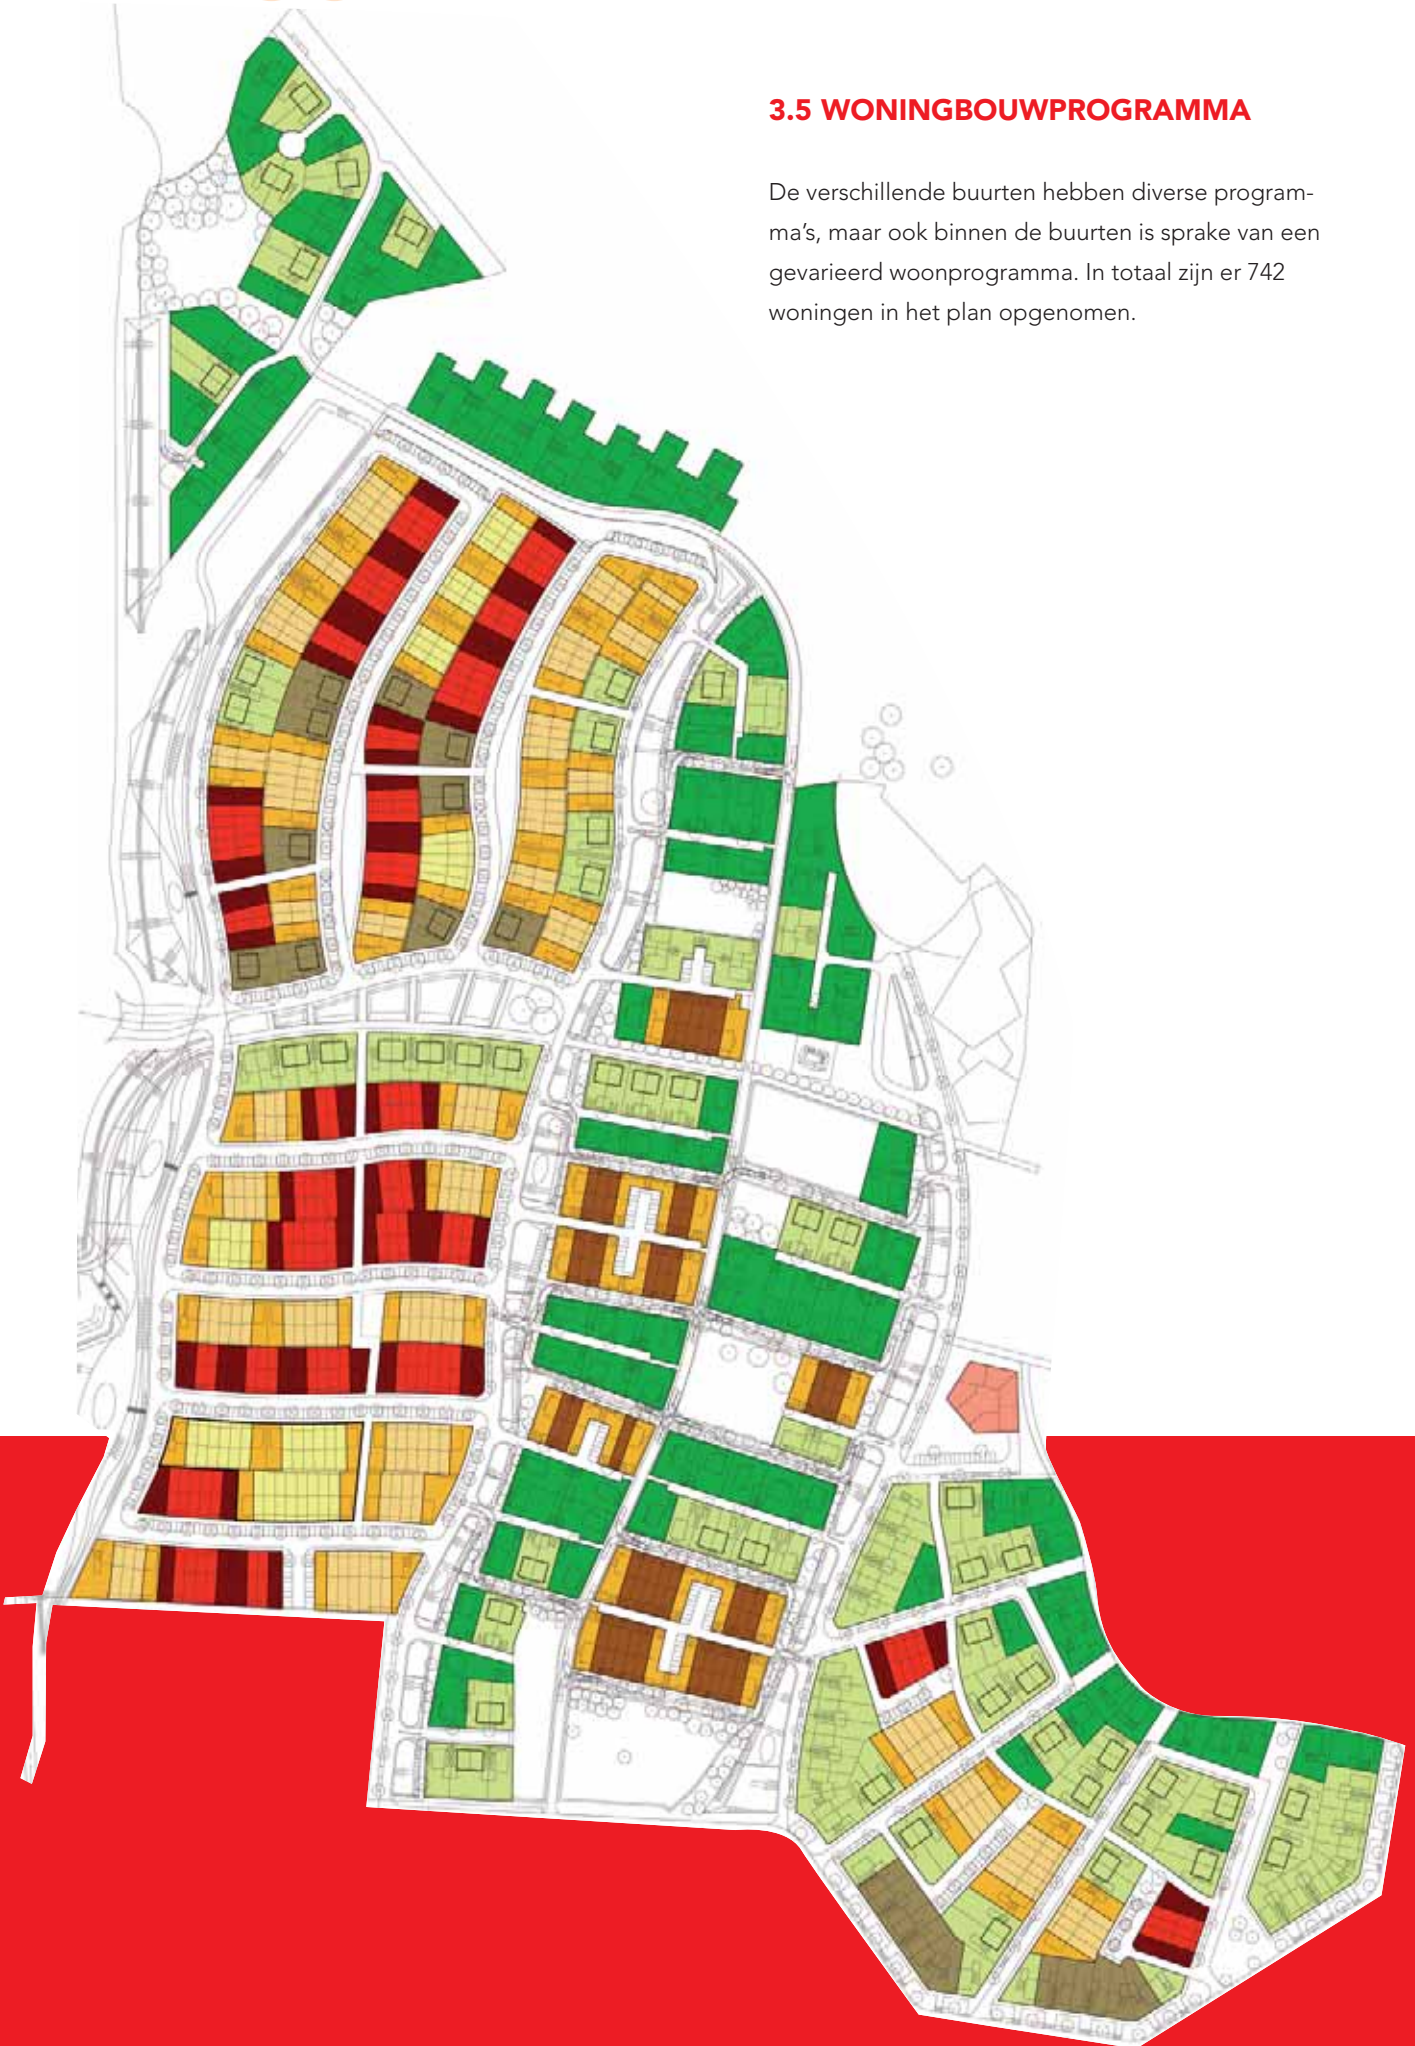 3.5 WONINGBOUWPROGRAMMA
De verschillende buurten hebben diverse program-
ma's, maar ook binnen de buurten is sprake van een
gevarieerd woonprogramma. In totaal zijn er 742
woningen in het plan opgenomen.